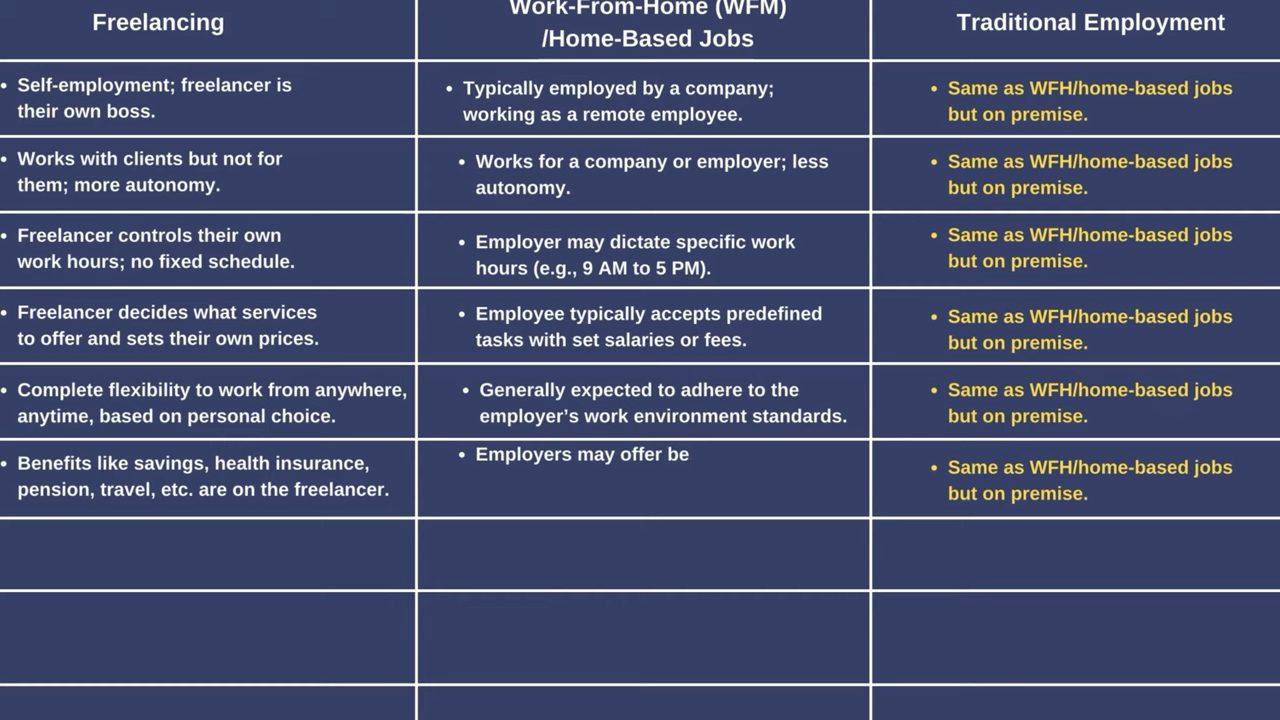 Freelancing
Work-From-Home (WFM)
/Home-Based Jobs
Traditional Employment
• Self-employment; freelancer is
their own boss.
• Typically employed by a company;
working as a remote employee.
• Same as WFH/home-based jobs
but on premise.
• Works with clients but not for
them; more autonomy.
• Works for a company or employer; less
autonomy.
• Same as WFH/home-based jobs
but on premise.
• Freelancer controls their own
work hours; no fixed schedule.
• Employer may dictate specific work
hours (e.g., 9 AM to 5 PM).
• Same as WFH/home-based jobs
but on premise.
• Freelancer decides what services
to offer and sets their own prices.
• Employee typically accepts predefined
tasks with set salaries or fees.
• Same as WFH/home-based jobs
but on premise.
• Complete flexibility to work from anywhere,
anytime, based on personal choice.
• Generally expected to adhere to the
employer’s work environment standards.
• Same as WFH/home-based jobs
but on premise.
• Benefits like savings, health insurance,
pension, travel, etc. are on the freelancer.
• Employers may offer be
• Same as WFH/home-based jobs
but on premise.